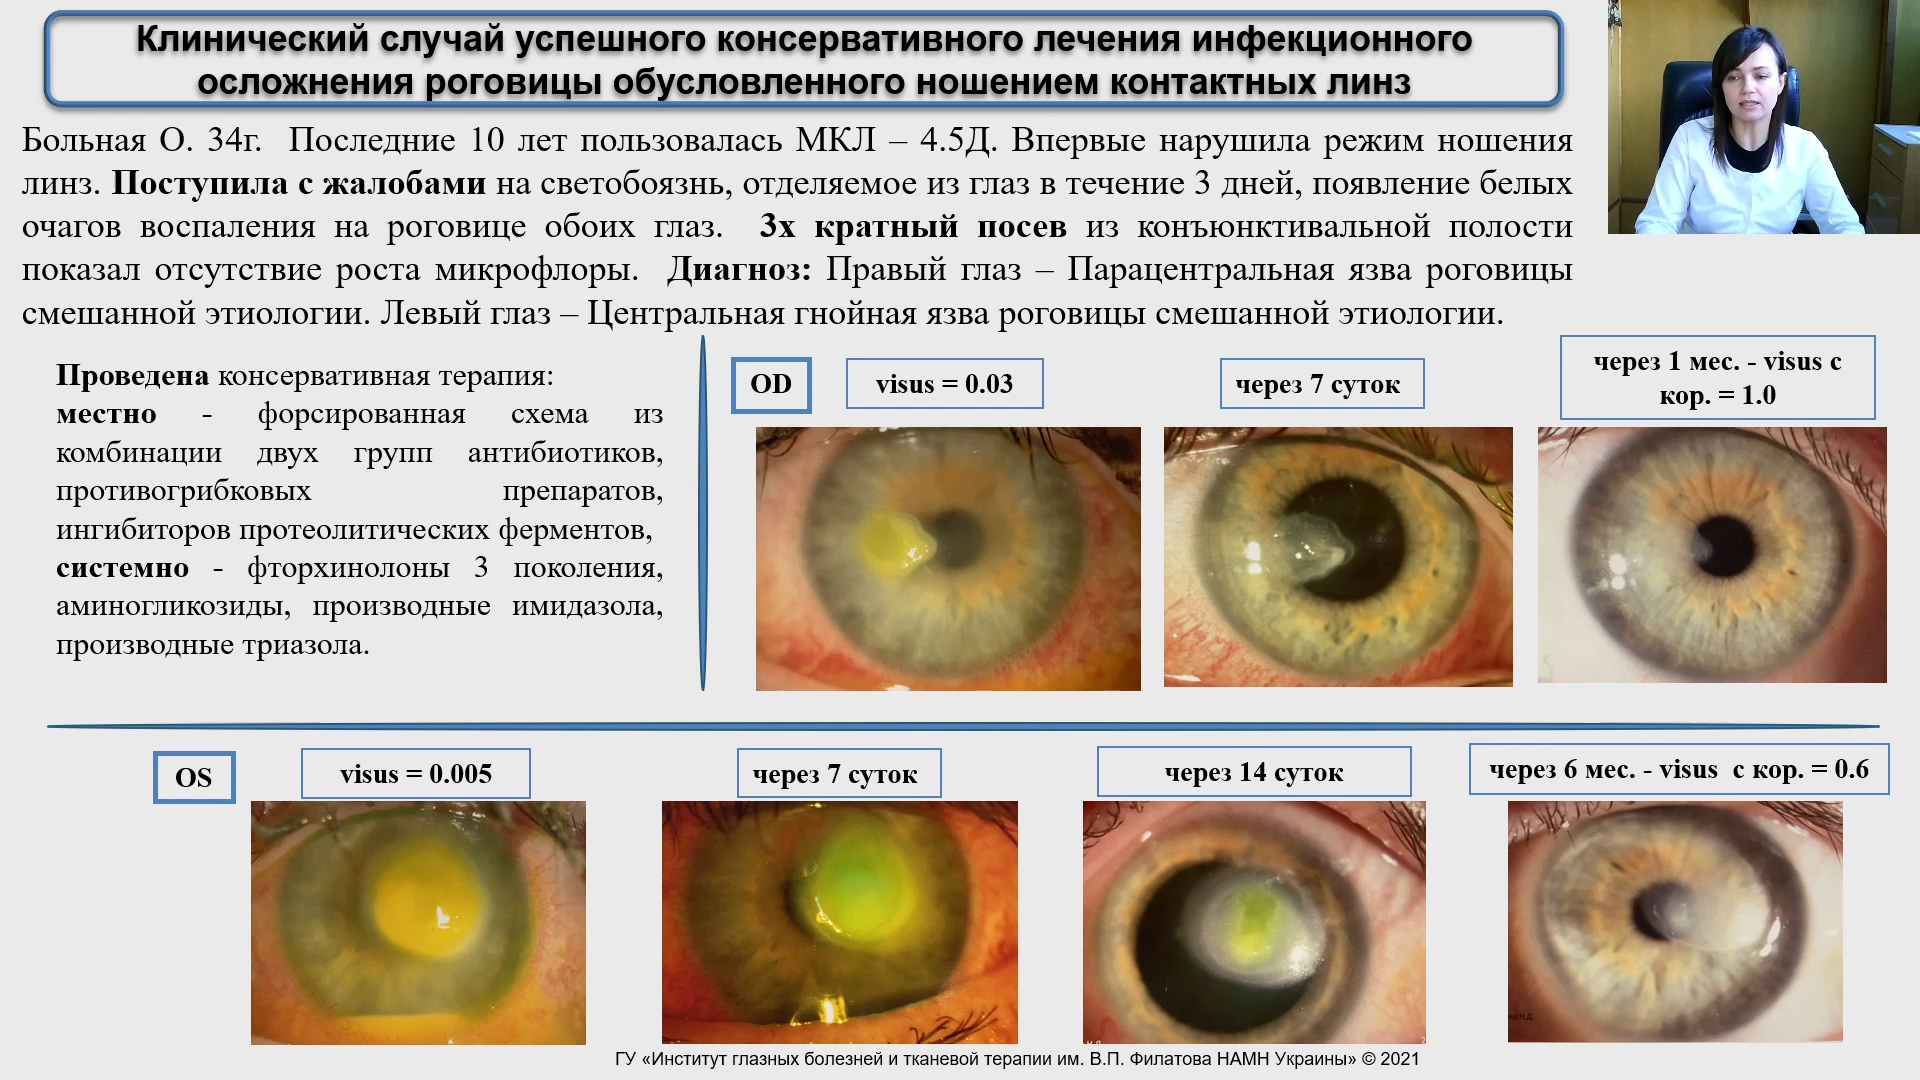 Клинический случай успешного консервативного лечения инфекционного
осложнения роговицы обусловленного ношением контактных линз
Больная О. 34г. Последние 10 лет пользовалась МКЛ – 4.5Д. Впервые нарушила режим ношения
линз. Поступила с жалобами на светобоязнь, отделяемое из глаз в течение 3 дней, появление белых
очагов воспаления на роговице обоих глаз. 3х кратный посев из конъюнктивальной полости
показал отсутствие роста микрофлоры. Диагноз: Правый глаз – Парацентральная язва роговицы
смешанной этиологии. Левый глаз – Центральная гнойная язва роговицы смешанной этиологии.
Проведена консервативная терапия:
местно - форсированная схема из
комбинации двух групп антибиотиков,
противогрибковых препаратов,
ингибиторов протеолитических ферментов,
системно - фторхинолоны 3 поколения,
аминогликозиды, производные имидазола,
производные триазола.
OD
visus = 0.03
через 7 суток
через 1 мес. - visus с
кор. = 1.0
OS
visus = 0.005
через 7 суток
через 14 суток
через 6 мес. - visus с кор. = 0.6
ГУ «Институт глазных болезней и тканевой терапии им. В.П. Филатова НАМН Украины» © 2021